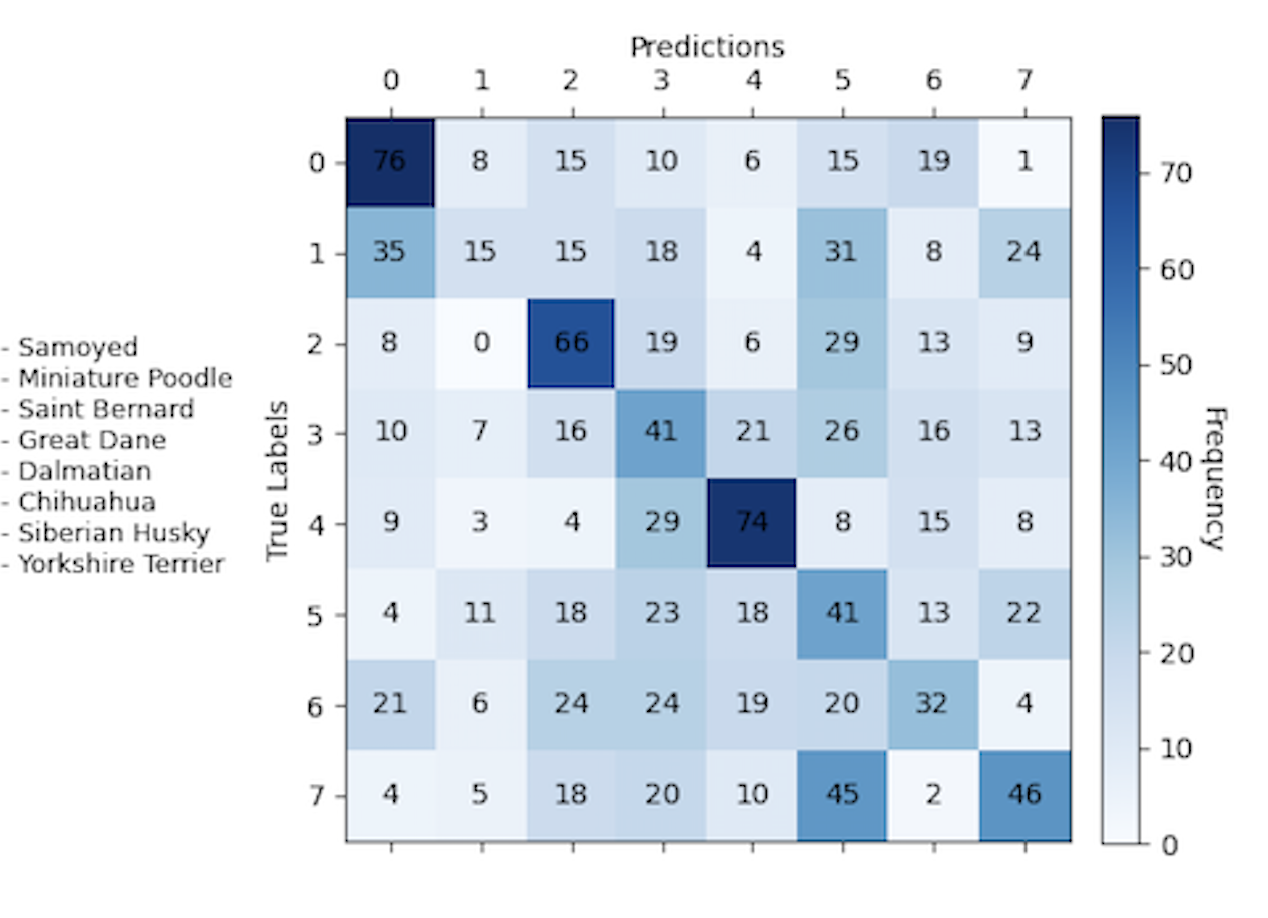 Predictions
0 1 2 3 4 5 6 7
0 76 8 15 10 6 15 19 1
1 35 15 15 18 4 31 8 24
2 8 0 66 19 6 29 13 9
3 10 7 16 41 21 26 16 13
4 9 3 4 29 74 8 15 8
5 4 11 18 23 18 41 13 22
6 21 6 24 24 19 20 32 4
7 4 5 18 20 10 45 2 46
True Labels
- Samoyed
- Miniature Poodle
- Saint Bernard
- Great Dane
- Dalmatian
- Chihuahua
- Siberian Husky
- Yorkshire Terrier
70
60
50
40
30
20
10
0
Frequency